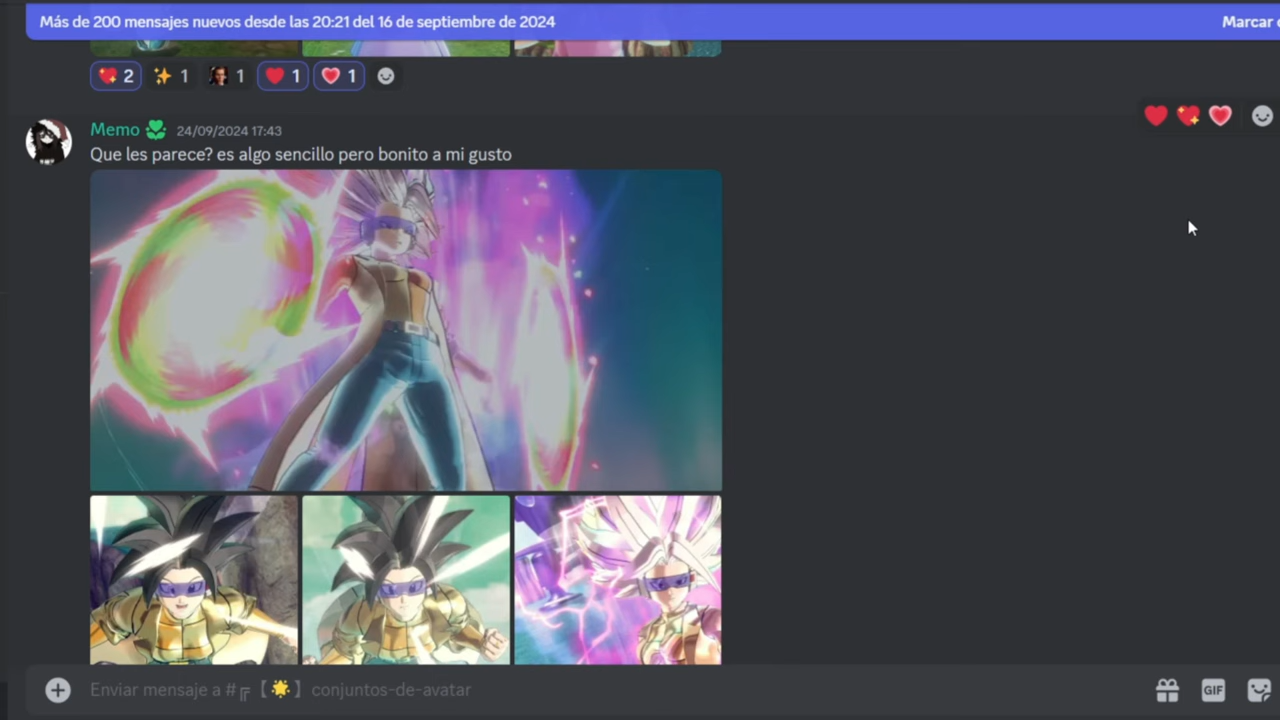 Más de 200 mensajes nuevos desde las 20:21 del 16 de septiembre de 2024
Marcar
2 1 1 1 1
Memo 24/09/2024 17:43
Que les parece? es algo sencillo pero bonito a mi gusto
Enviar mensaje a #╔【🌟】conjuntos-de-avatar
GIF